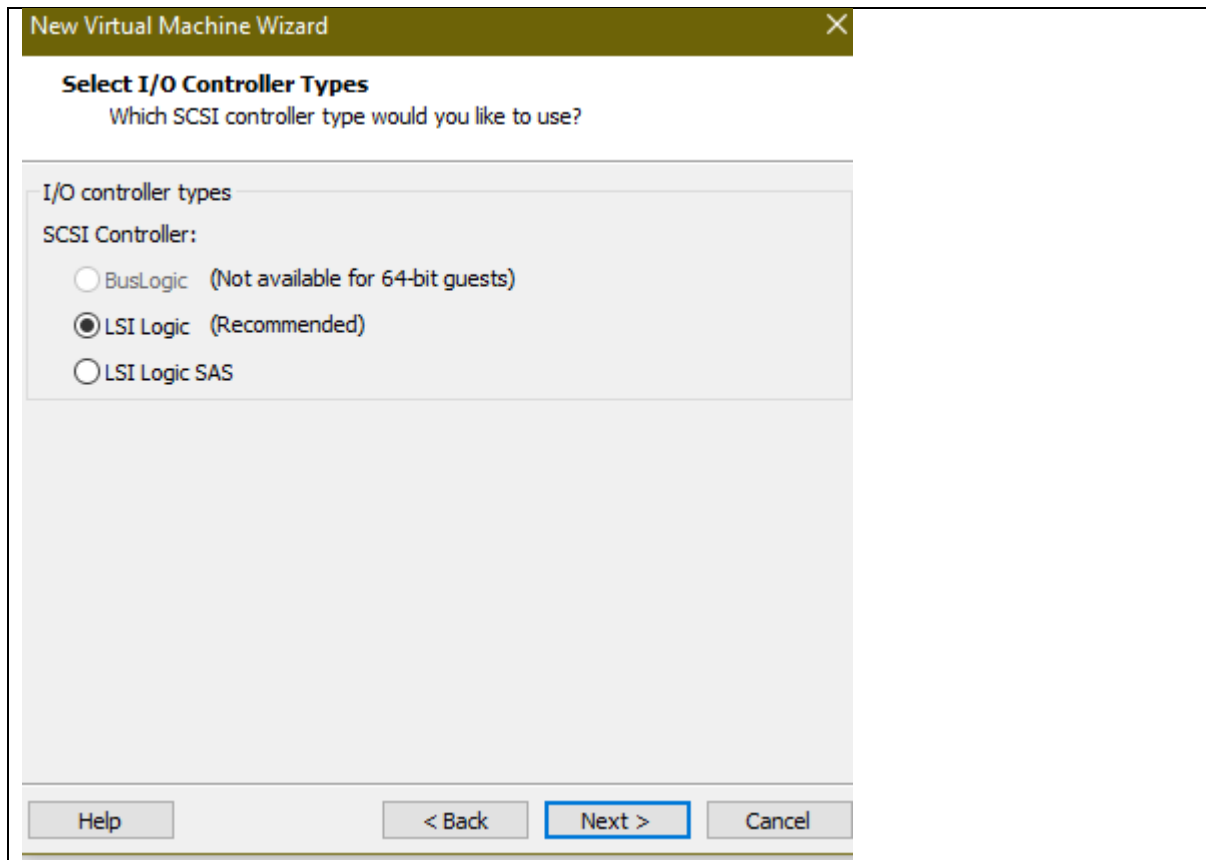 New Virtual Machine Wizard
Select I/O Controller Types
Which SCSI controller type would you like to use?
I/O controller types
SCSI Controller:
BusLogic (Not available for 64-bit guests)
LSI Logic (Recommended)
LSI Logic SAS
Help < Back Next > Cancel